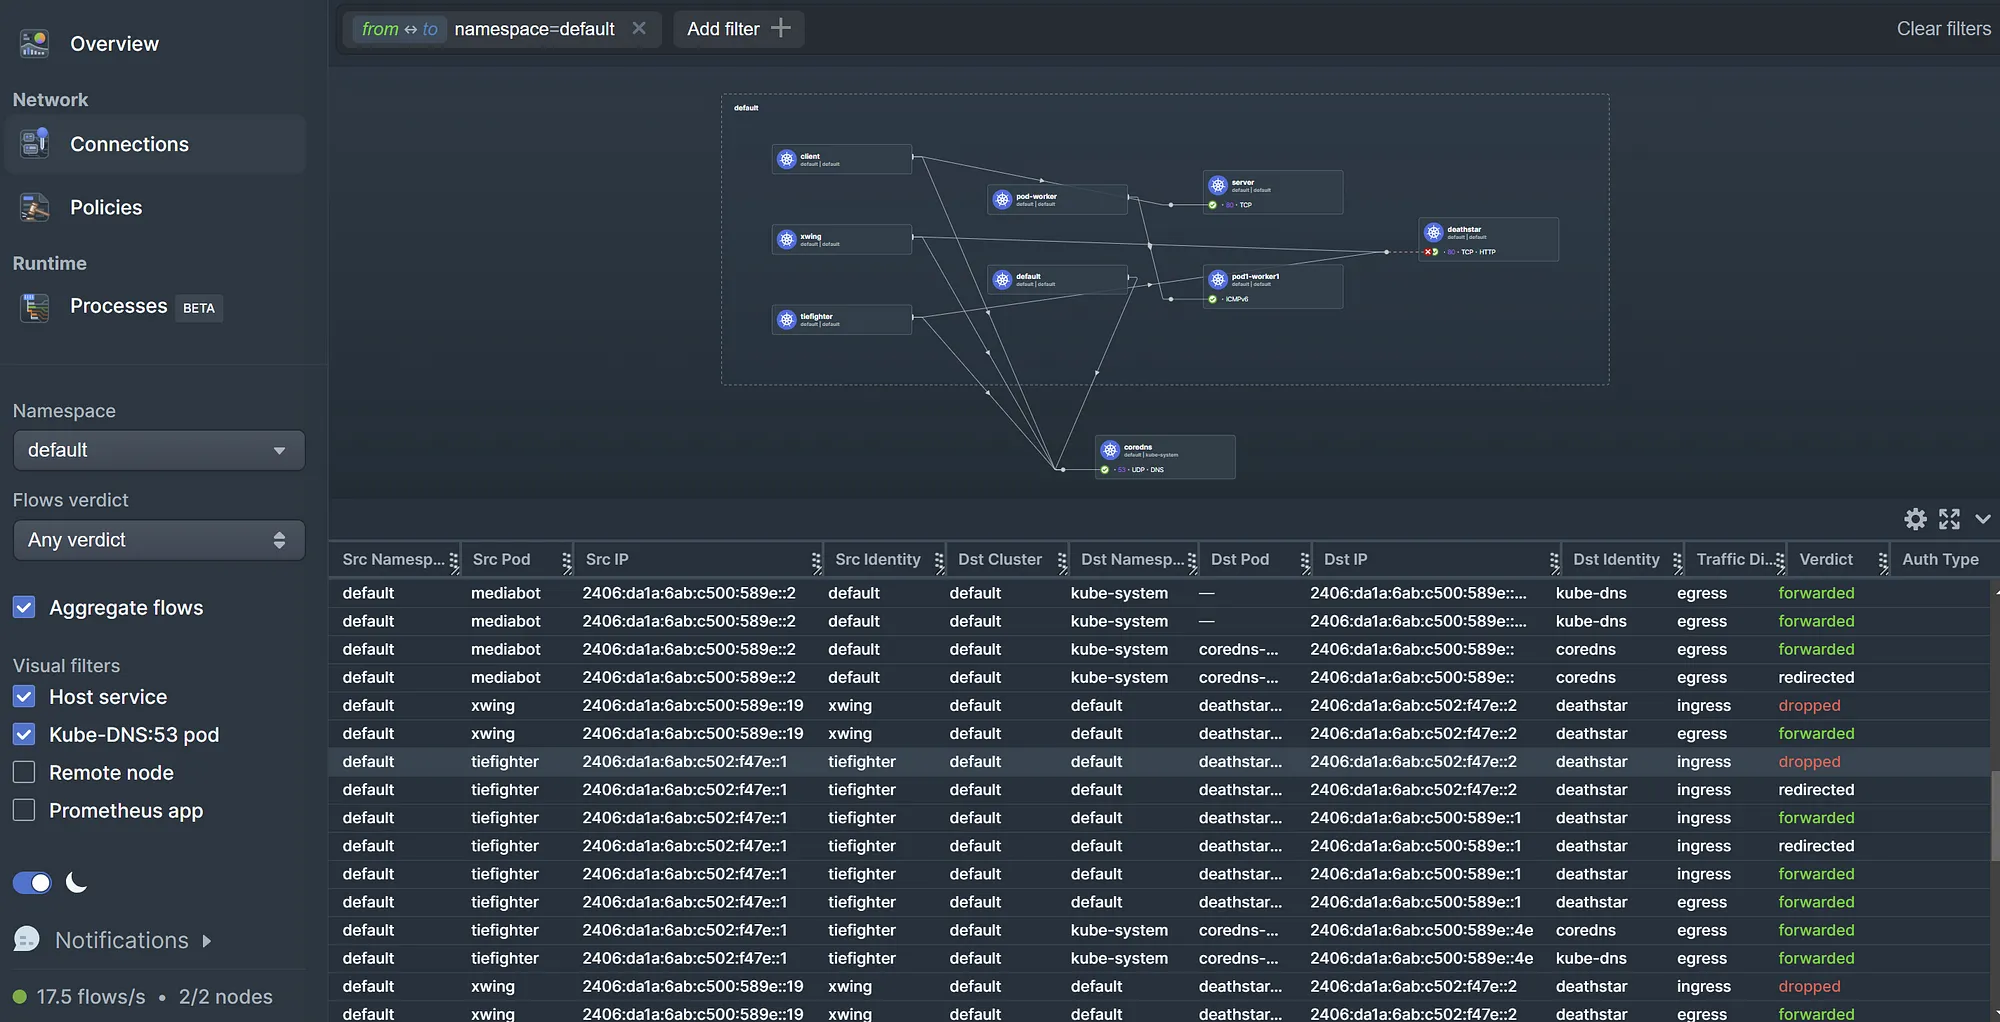 Overview
Network
Connections
Policies
Runtime
Processes BETA
Namespace
default
Flows verdict
Any verdict
Aggregate flows
Visual filters
Host service
Kube-DNS:53 pod
Remote node
Prometheus app
Notifications
17.5 flows/s • 2/2 nodes
from ↔ to namespace=default
Add filter
Clear filters
default
client
default | default
pod-worker
default | default
server
default | default
· 80 · TCP
xwing
default | default
deathstar
default | default
· 80 · TCP · HTTP
default
default | default
pod1-worker1
default | default
· ICMPv6
tiefighter
default | default
coredns
default | kube-system
· 53 · UDP · DNS
Src Namesp... Src Pod Src IP Src Identity Dst Cluster Dst Namesp... Dst Pod Dst IP Dst Identity Traffic Di... Verdict Auth Type
default mediabot 2406:da1a:6ab:c500:589e::2 default default kube-system — 2406:da1a:6ab:c500:589e::... kube-dns egress forwarded
default mediabot 2406:da1a:6ab:c500:589e::2 default default kube-system — 2406:da1a:6ab:c500:589e::... kube-dns egress forwarded
default mediabot 2406:da1a:6ab:c500:589e::2 default default kube-system coredns-... 2406:da1a:6ab:c500:589e:: coredns egress forwarded
default mediabot 2406:da1a:6ab:c500:589e::2 default default kube-system coredns-... 2406:da1a:6ab:c500:589e:: coredns egress redirected
default xwing 2406:da1a:6ab:c500:589e::19 xwing default default deathstar... 2406:da1a:6ab:c502:f47e::2 deathstar ingress dropped
default xwing 2406:da1a:6ab:c500:589e::19 xwing default default deathstar... 2406:da1a:6ab:c502:f47e::2 deathstar egress forwarded
default tiefighter 2406:da1a:6ab:c502:f47e::1 tiefighter default default deathstar... 2406:da1a:6ab:c502:f47e::2 deathstar ingress dropped
default tiefighter 2406:da1a:6ab:c502:f47e::1 tiefighter default default deathstar... 2406:da1a:6ab:c502:f47e::2 deathstar ingress redirected
default tiefighter 2406:da1a:6ab:c502:f47e::1 tiefighter default default deathstar... 2406:da1a:6ab:c500:589e::1 deathstar ingress forwarded
default tiefighter 2406:da1a:6ab:c502:f47e::1 tiefighter default default deathstar... 2406:da1a:6ab:c500:589e::1 deathstar ingress redirected
default tiefighter 2406:da1a:6ab:c502:f47e::1 tiefighter default default deathstar... 2406:da1a:6ab:c500:589e::1 deathstar ingress forwarded
default tiefighter 2406:da1a:6ab:c502:f47e::1 tiefighter default default deathstar... 2406:da1a:6ab:c500:589e::1 deathstar egress forwarded
default tiefighter 2406:da1a:6ab:c502:f47e::1 tiefighter default kube-system coredns-... 2406:da1a:6ab:c500:589e::4e coredns egress forwarded
default tiefighter 2406:da1a:6ab:c502:f47e::1 tiefighter default kube-system coredns-... 2406:da1a:6ab:c500:589e::4e kube-dns egress forwarded
default xwing 2406:da1a:6ab:c500:589e::19 xwing default default deathstar... 2406:da1a:6ab:c502:f47e::2 deathstar ingress dropped
default xwing 2406:da1a:6ab:c500:589e::19 xwing default default deathstar... 2406:da1a:6ab:c502:f47e::2 deathstar egress forwarded